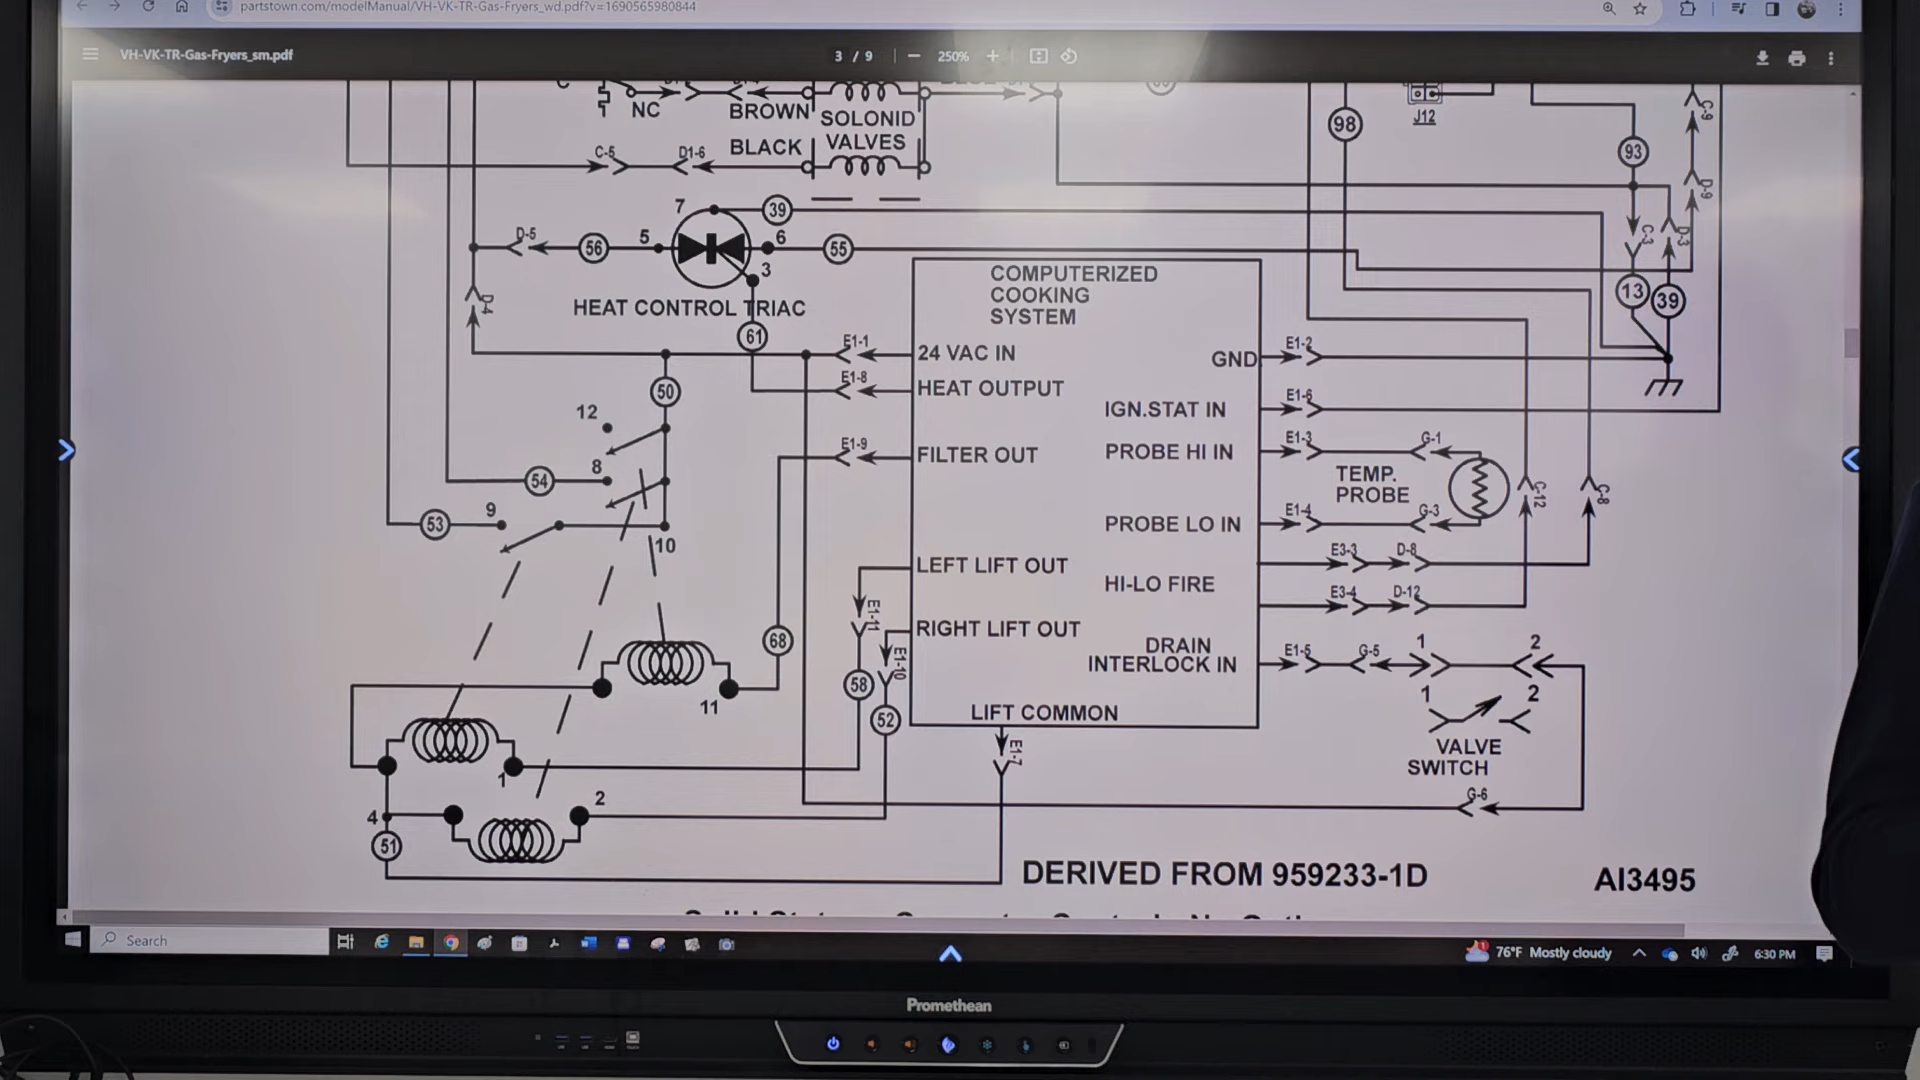 partstown.com/modelManual/VH-VK-TR-Gas-Fryers_wd.pdf?v=1690565980844
VH-VK-TR-Gas-Fryers_sm.pdf
3 / 9
250%
NC
BROWN
SOLONID
VALVES
BLACK
C-5
D1-6
98
J12
93
C-9
D-9
7
39
D-5
56
5
6
55
3
C-3
D-3
13
39
HEAT CONTROL TRIAC
D-4
61
COMPUTERIZED
COOKING
SYSTEM
E1-1
24 VAC IN
GND
E1-2
E1-8
HEAT OUTPUT
50
IGN.STAT IN
E1-6
12
E1-9
FILTER OUT
PROBE HI IN
E1-3
G-1
54
8
TEMP.
PROBE
C-12
C-8
53
9
10
PROBE LO IN
E1-4
G-3
LEFT LIFT OUT
E3-3
D-8
HI-LO FIRE
E3-4
D-12
E1-11
RIGHT LIFT OUT
E1-10
68
DRAIN
INTERLOCK IN
E1-5
G-5
1
2
58
52
11
1
2
LIFT COMMON
E1-7
VALVE
SWITCH
1
2
G-6
4
51
DERIVED FROM 959233-1D
AI3495
Search
76°F Mostly cloudy
6:30 PM
Promethean